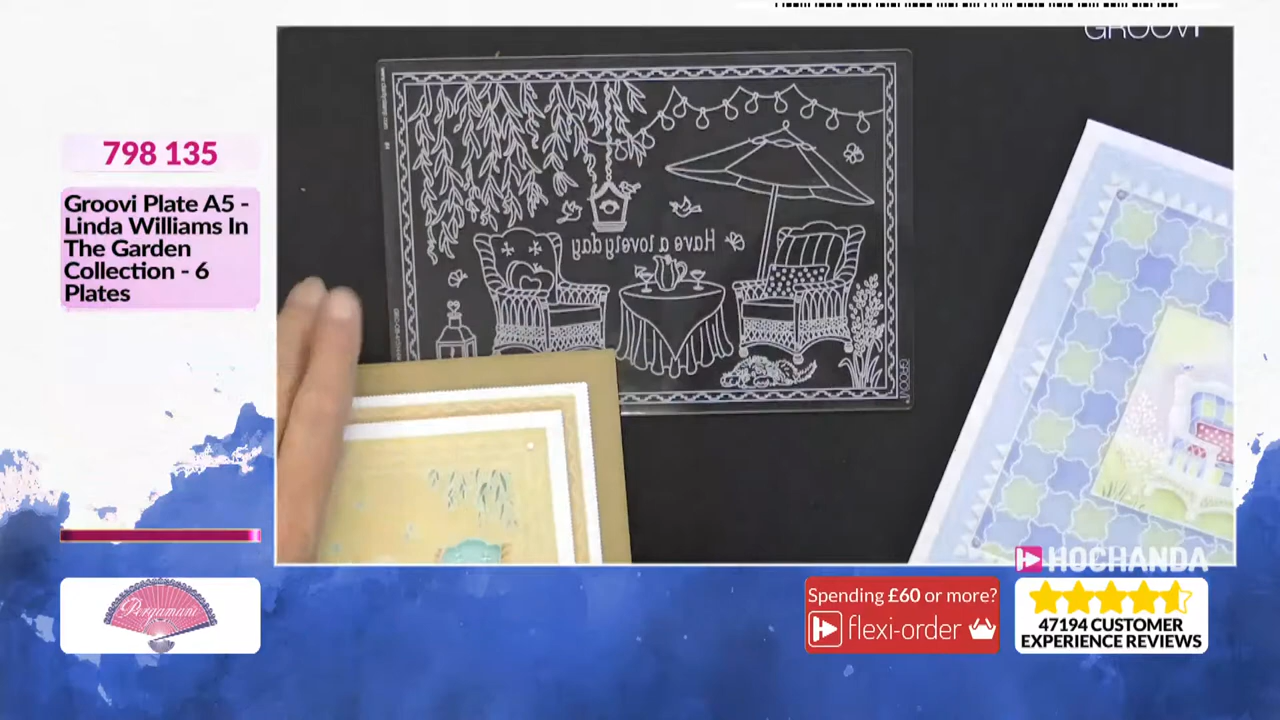 GROOVI
798 135
Groovi Plate A5 -
Linda Williams In
The Garden
Collection - 6
Plates
Have a lovely day
GROOVI
HOCHANDA
Pergamano
Spending £60 or more?
flexi-order
47194 CUSTOMER
EXPERIENCE REVIEWS